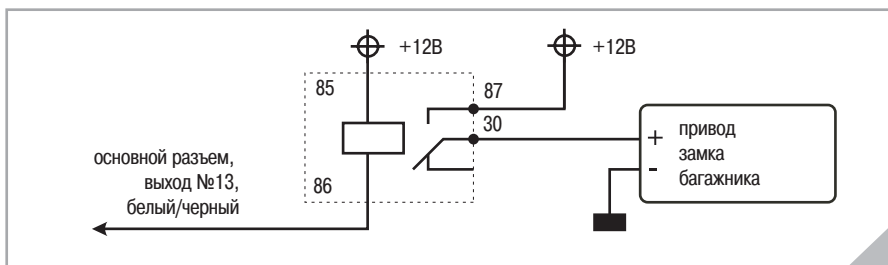 +12В
+12В
85
87
30
86
+
-
привод
замка
багажника
основной разъем,
выход №13,
белый/черный